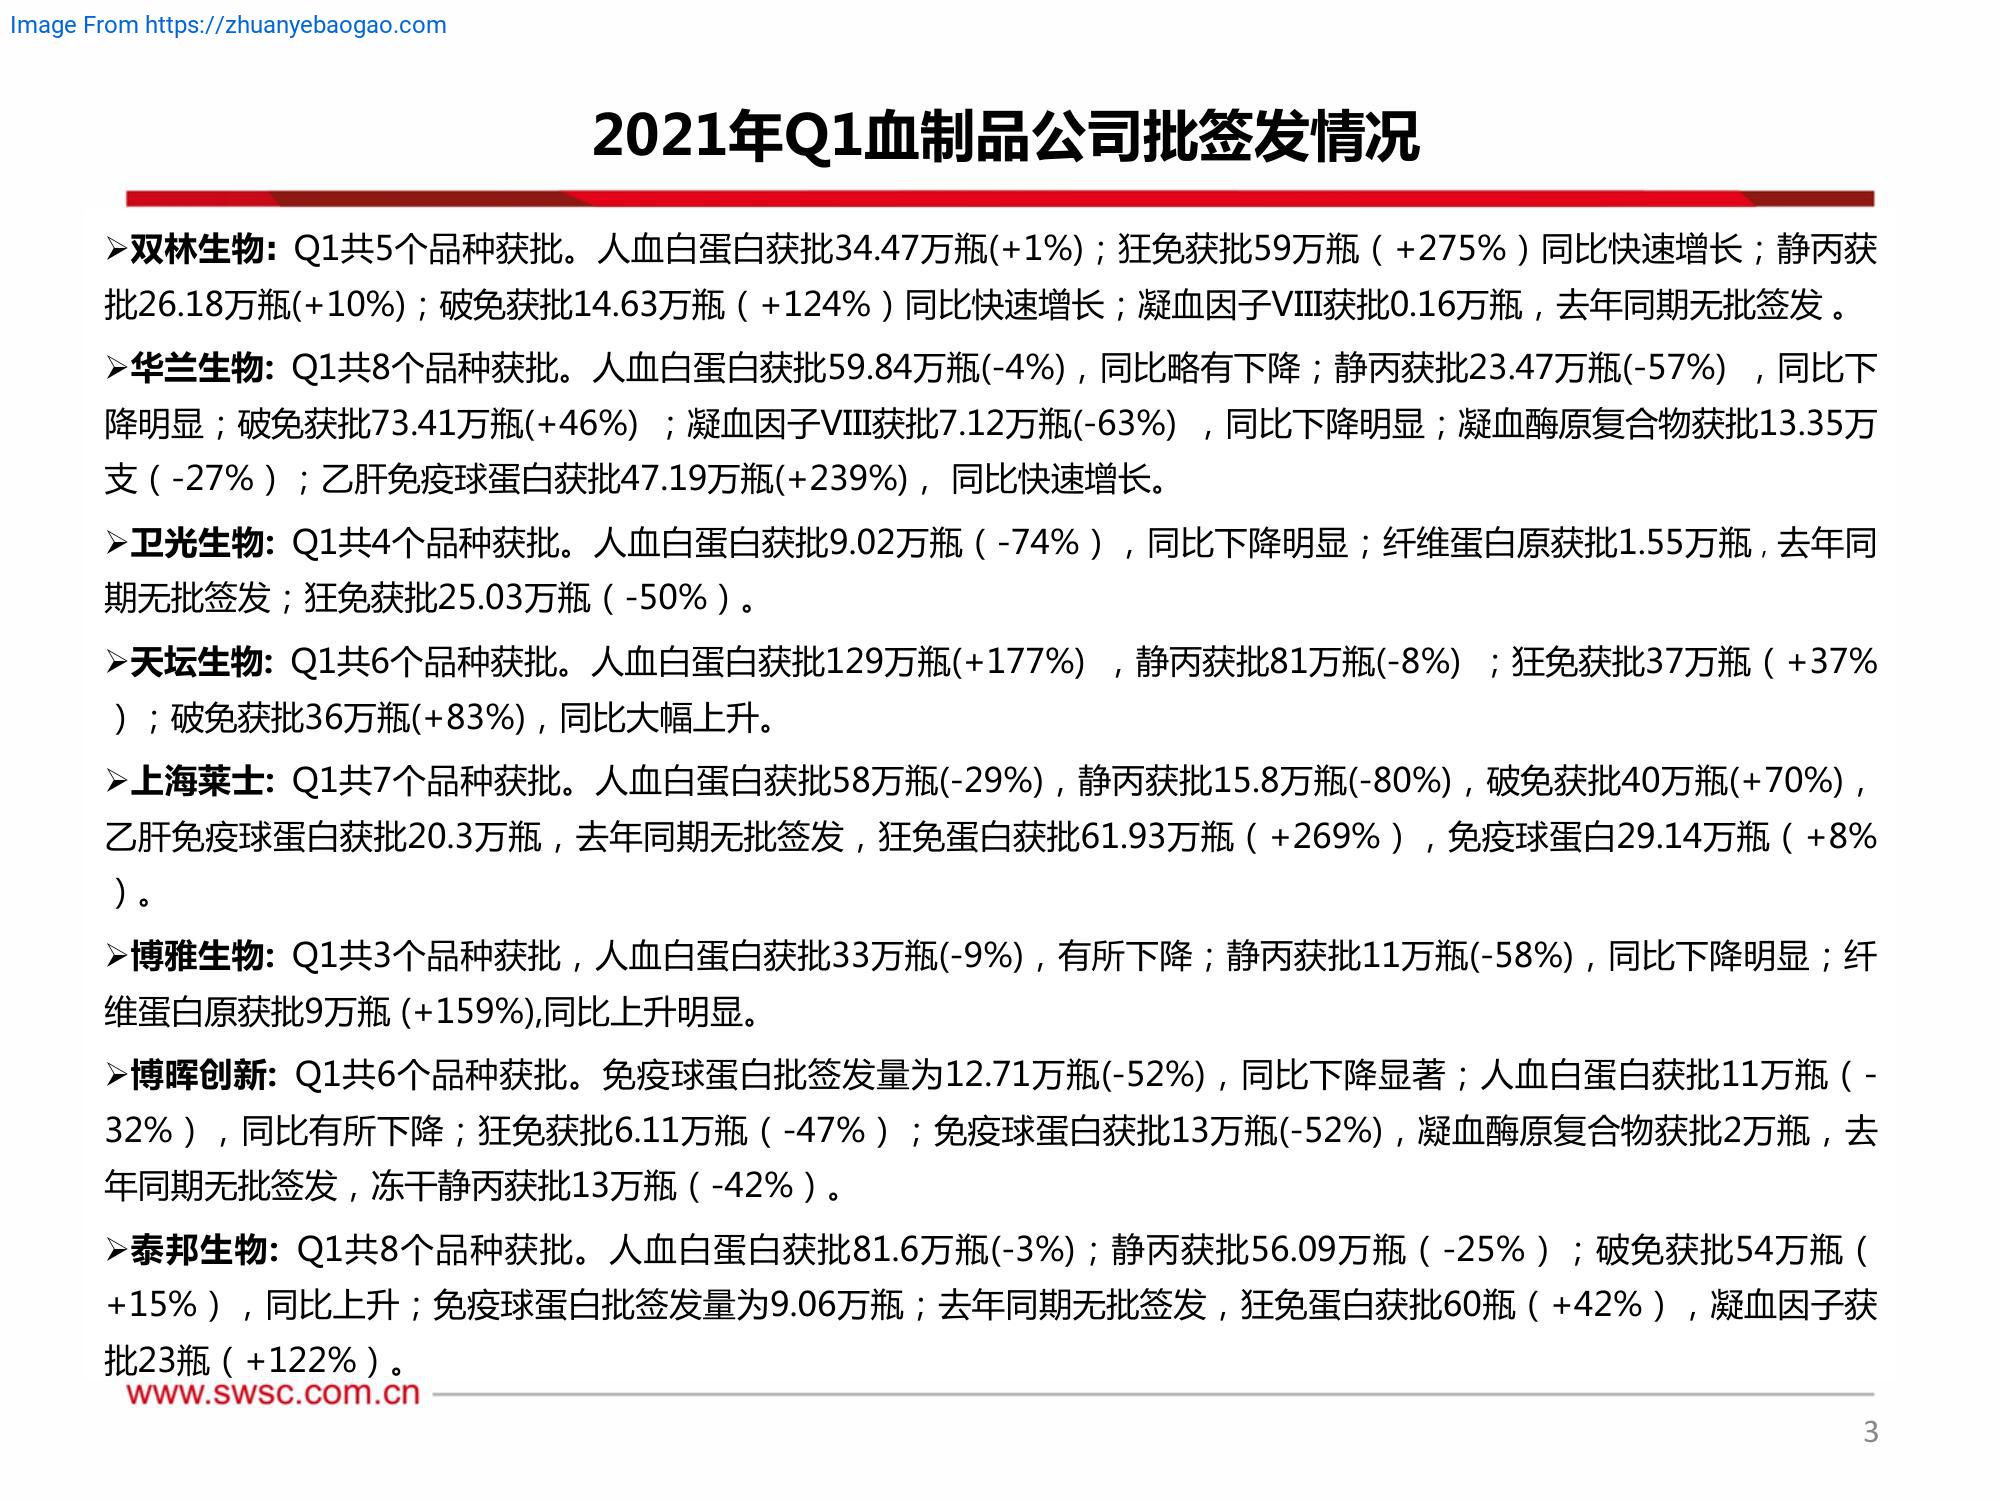 Image From https://zhuanyebaogao.com
2021年Q1血制品公司批签发情况
➢双林生物：Q1共5个品种获批。人血白蛋白获批34.47万瓶(+1%)；狂免获批59万瓶（+275%）同比快速增长；静丙获
批26.18万瓶(+10%)；破免获批14.63万瓶（+124%）同比快速增长；凝血因子VIII获批0.16万瓶，去年同期无批签发 。
➢华兰生物：Q1共8个品种获批。人血白蛋白获批59.84万瓶(-4%)，同比略有下降；静丙获批23.47万瓶(-57%) ，同比下
降明显；破免获批73.41万瓶(+46%) ；凝血因子VIII获批7.12万瓶(-63%) ，同比下降明显；凝血酶原复合物获批13.35万
支（-27%）；乙肝免疫球蛋白获批47.19万瓶(+239%)， 同比快速增长。
➢卫光生物：Q1共4个品种获批。人血白蛋白获批9.02万瓶（-74%），同比下降明显；纤维蛋白原获批1.55万瓶，去年同
期无批签发；狂免获批25.03万瓶（-50%）。
➢天坛生物：Q1共6个品种获批。人血白蛋白获批129万瓶(+177%) ，静丙获批81万瓶(-8%) ；狂免获批37万瓶（+37%
）；破免获批36万瓶(+83%)，同比大幅上升。
➢上海莱士：Q1共7个品种获批。人血白蛋白获批58万瓶(-29%)，静丙获批15.8万瓶(-80%)，破免获批40万瓶(+70%)，
乙肝免疫球蛋白获批20.3万瓶，去年同期无批签发，狂免蛋白获批61.93万瓶（+269%），免疫球蛋白29.14万瓶（+8%
）。
➢博雅生物：Q1共3个品种获批，人血白蛋白获批33万瓶(-9%)，有所下降；静丙获批11万瓶(-58%)，同比下降明显；纤
维蛋白原获批9万瓶 (+159%),同比上升明显。
➢博晖创新：Q1共6个品种获批。免疫球蛋白批签发量为12.71万瓶(-52%)，同比下降显著；人血白蛋白获批11万瓶（-
32%），同比有所下降；狂免获批6.11万瓶（-47%）；免疫球蛋白获批13万瓶(-52%)，凝血酶原复合物获批2万瓶，去
年同期无批签发，冻干静丙获批13万瓶（-42%）。
➢泰邦生物：Q1共8个品种获批。人血白蛋白获批81.6万瓶(-3%)；静丙获批56.09万瓶（-25%）；破免获批54万瓶（
+15%），同比上升；免疫球蛋白批签发量为9.06万瓶；去年同期无批签发，狂免蛋白获批60瓶（+42%），凝血因子获
批23瓶（+122%）。
www.swsc.com.cn
3